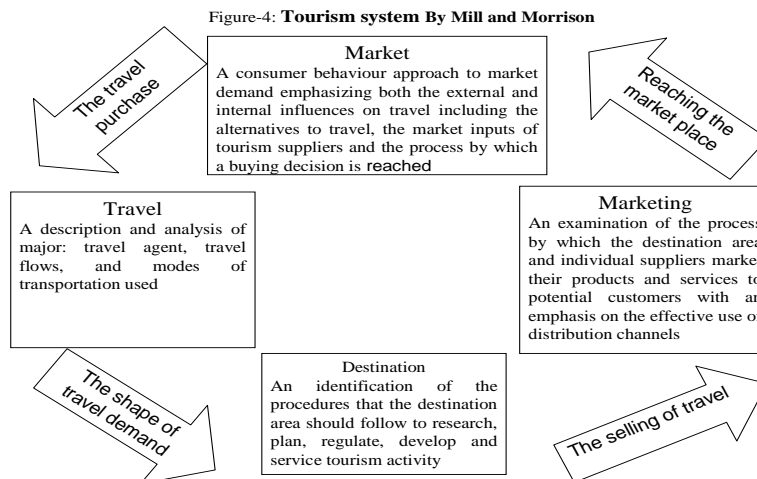 Figure-4: Tourism system By Mill and Morrison
Market
A consumer behaviour approach to market
demand emphasizing both the external and
internal influences on travel including the
alternatives to travel, the market inputs of
tourism suppliers and the process by which
a buying decision is reached
The travel
purchase
Reaching the
market place
Travel
A description and analysis of
major: travel agent, travel
flows, and modes of
transportation used
Marketing
An examination of the process
by which the destination area
and individual suppliers market
their products and services to
potential customers with an
emphasis on the effective use of
distribution channels
The shape of
travel demand
Destination
An identification of the
procedures that the destination
area should follow to research,
plan, regulate, develop and
service tourism activity
The selling of travel